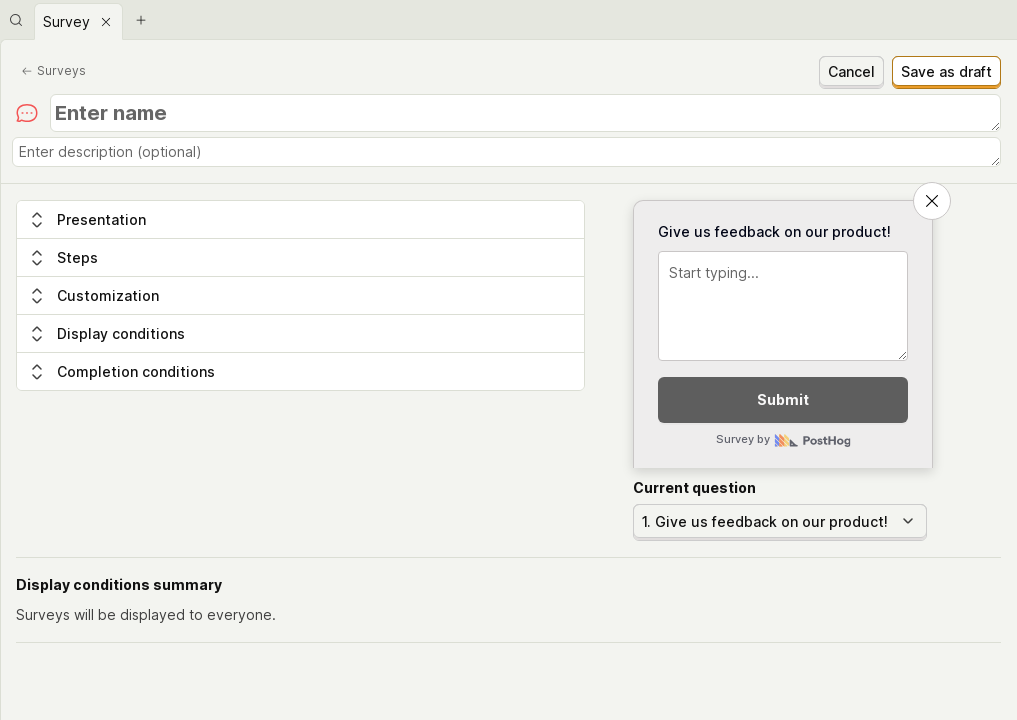 Survey
Surveys
Cancel
Save as draft
Enter name
Enter description (optional)
Presentation
Steps
Customization
Display conditions
Completion conditions
Give us feedback on our product!
Start typing...
Submit
Survey by PostHog
Current question
1. Give us feedback on our product!
Display conditions summary
Surveys will be displayed to everyone.